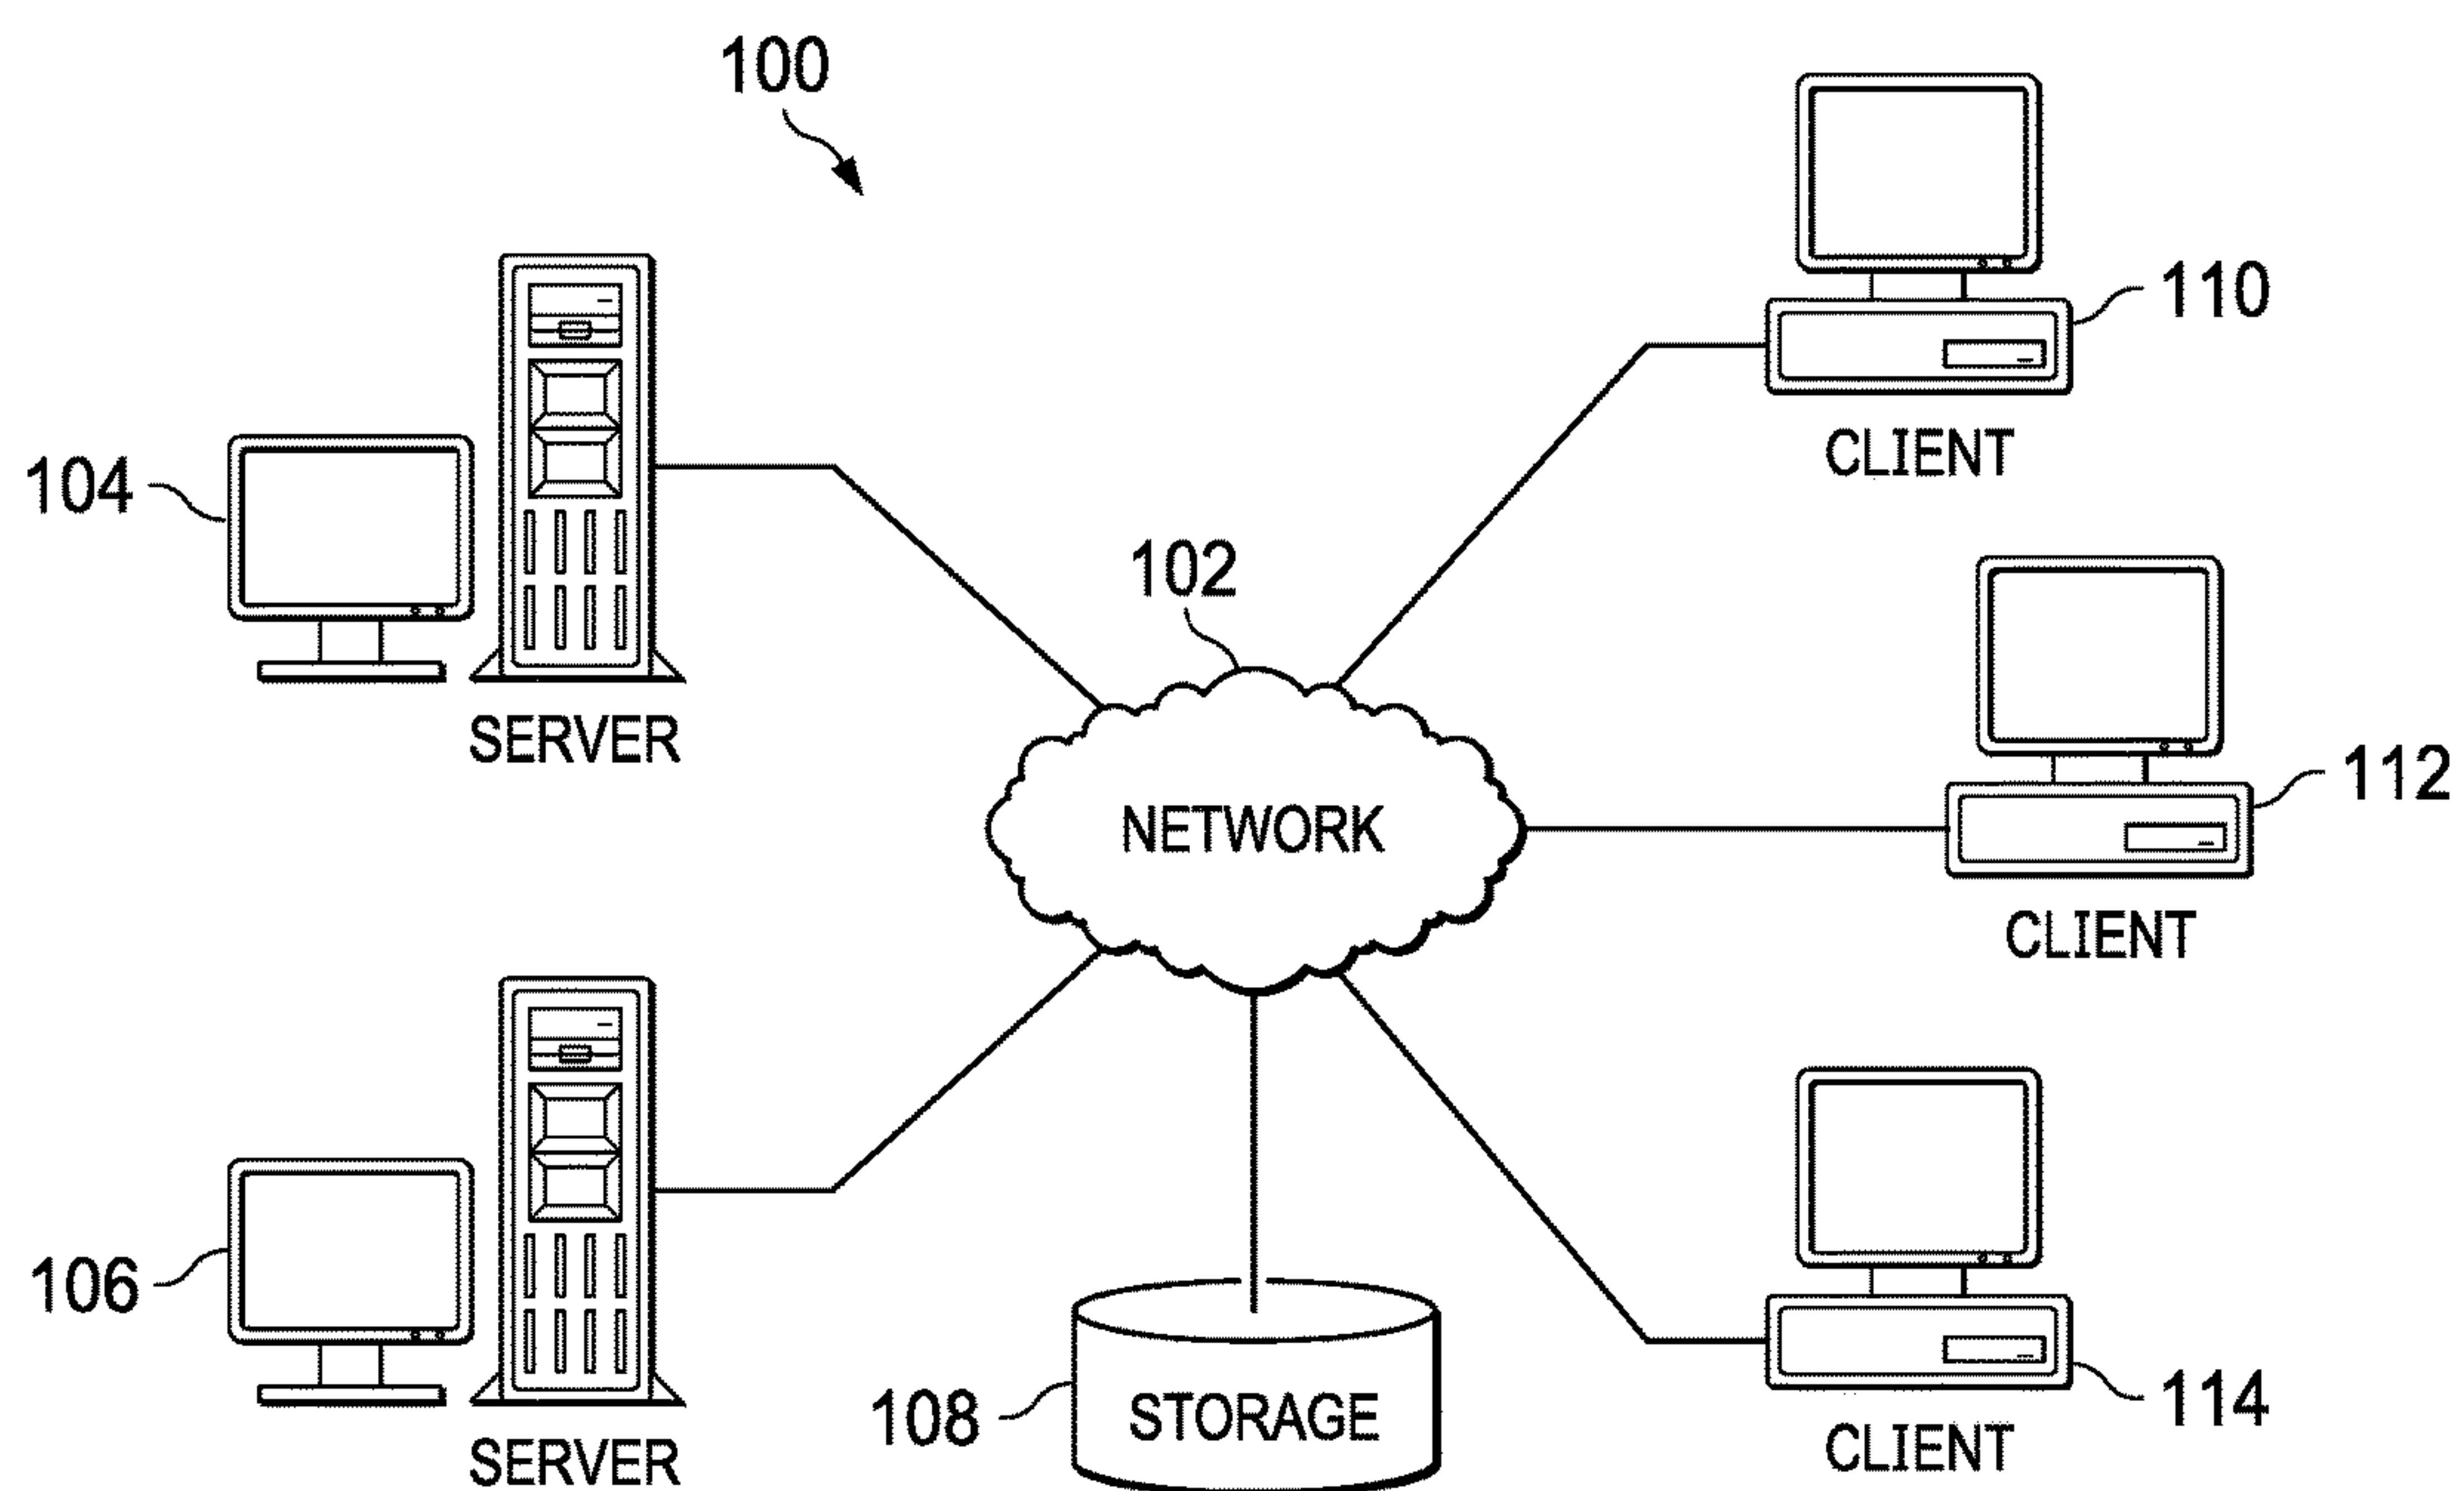 100
110
CLIENT
104
SERVER
102
NETWORK
112
CLIENT
106
SERVER
108
STORAGE
114
CLIENT